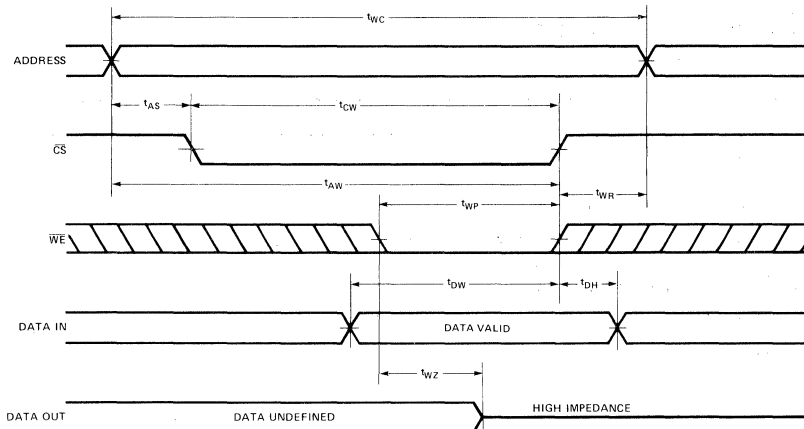 tWC
ADDRESS
tAS
tCW
CS
tAW
tWP
tWR
WE
tDW
tDH
DATA IN
DATA VALID
tWZ
DATA OUT
DATA UNDEFINED
HIGH IMPEDANCE